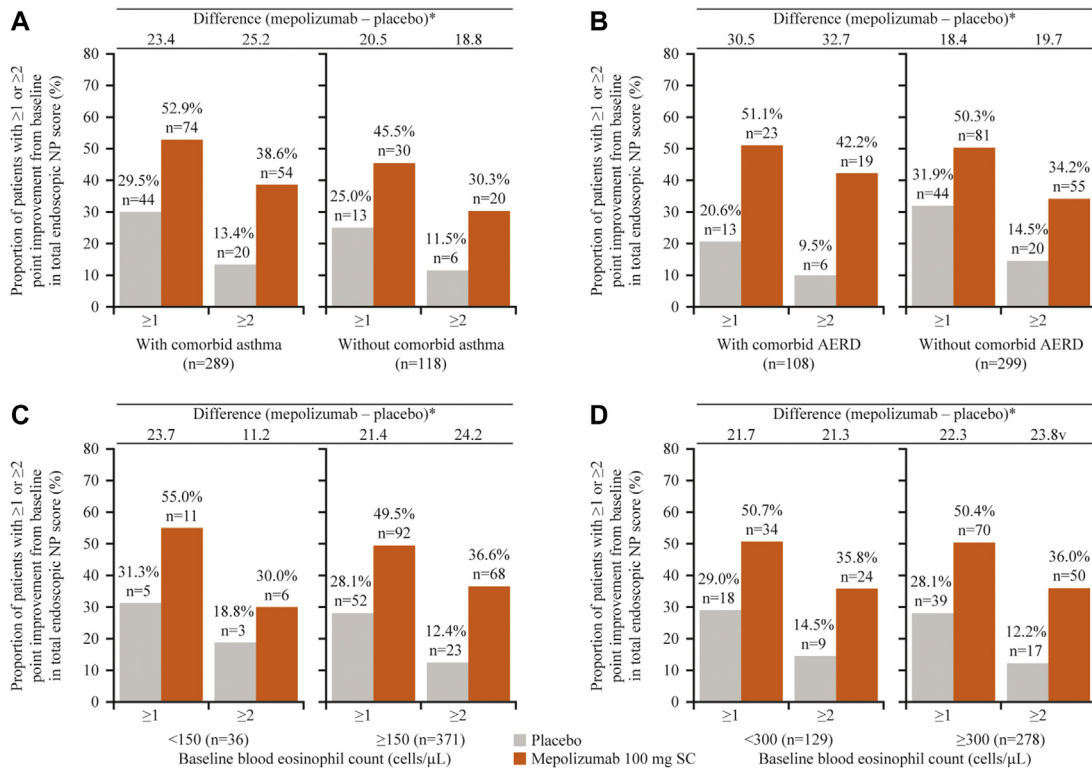 A
Difference (mepolizumab – placebo)*
23.4 25.2 20.5 18.8
Proportion of patients with ≥1 or ≥2
point improvement from baseline
in total endoscopic NP score (%)
80
70
60
50
40
30
20
10
0
29.5%
n=44
52.9%
n=74
13.4%
n=20
38.6%
n=54
25.0%
n=13
45.5%
n=30
11.5%
n=6
30.3%
n=20
≥1 ≥2 ≥1 ≥2
With comorbid asthma
(n=289)
Without comorbid asthma
(n=118)
B
Difference (mepolizumab – placebo)*
30.5 32.7 18.4 19.7
Proportion of patients with ≥1 or ≥2
point improvement from baseline
in total endoscopic NP score (%)
80
70
60
50
40
30
20
10
0
20.6%
n=13
51.1%
n=23
9.5%
n=6
42.2%
n=19
31.9%
n=44
50.3%
n=81
14.5%
n=20
34.2%
n=55
≥1 ≥2 ≥1 ≥2
With comorbid AERD
(n=108)
Without comorbid AERD
(n=299)
C
Difference (mepolizumab – placebo)*
23.7 11.2 21.4 24.2
Proportion of patients with ≥1 or ≥2
point improvement from baseline
in total endoscopic NP score (%)
80
70
60
50
40
30
20
10
0
31.3%
n=5
55.0%
n=11
18.8%
n=3
30.0%
n=6
28.1%
n=52
49.5%
n=92
12.4%
n=23
36.6%
n=68
≥1 ≥2 ≥1 ≥2
<150 (n=36) ≥150 (n=371)
Baseline blood eosinophil count (cells/µL)
D
Difference (mepolizumab – placebo)*
21.7 21.3 22.3 23.8v
Proportion of patients with ≥1 or ≥2
point improvement from baseline
in total endoscopic NP score (%)
80
70
60
50
40
30
20
10
0
29.0%
n=18
50.7%
n=34
14.5%
n=9
35.8%
n=24
28.1%
n=39
50.4%
n=70
12.2%
n=17
36.0%
n=50
≥1 ≥2 ≥1 ≥2
<300 (n=129) ≥300 (n=278)
Baseline blood eosinophil count (cells/µL)
Placebo
Mepolizumab 100 mg SC